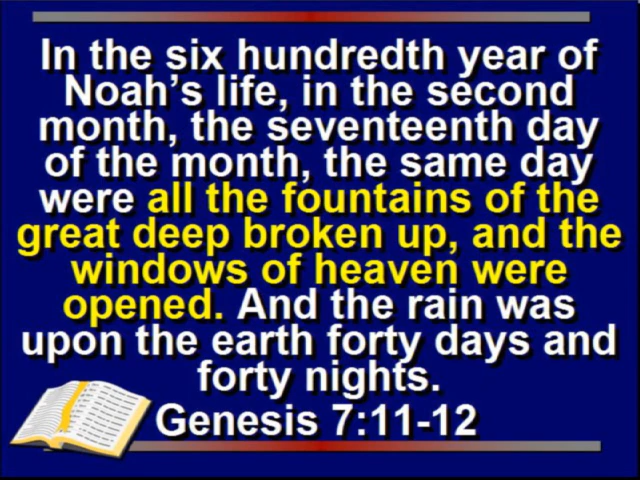 In the six hundredth year of
Noah's life, in the second
month, the seventeenth day
of the month, the same day
were all the fountains of the
great deep broken up, and the
windows of heaven were
opened. And the rain was
upon the earth forty days and
forty nights.
Genesis 7:11-12